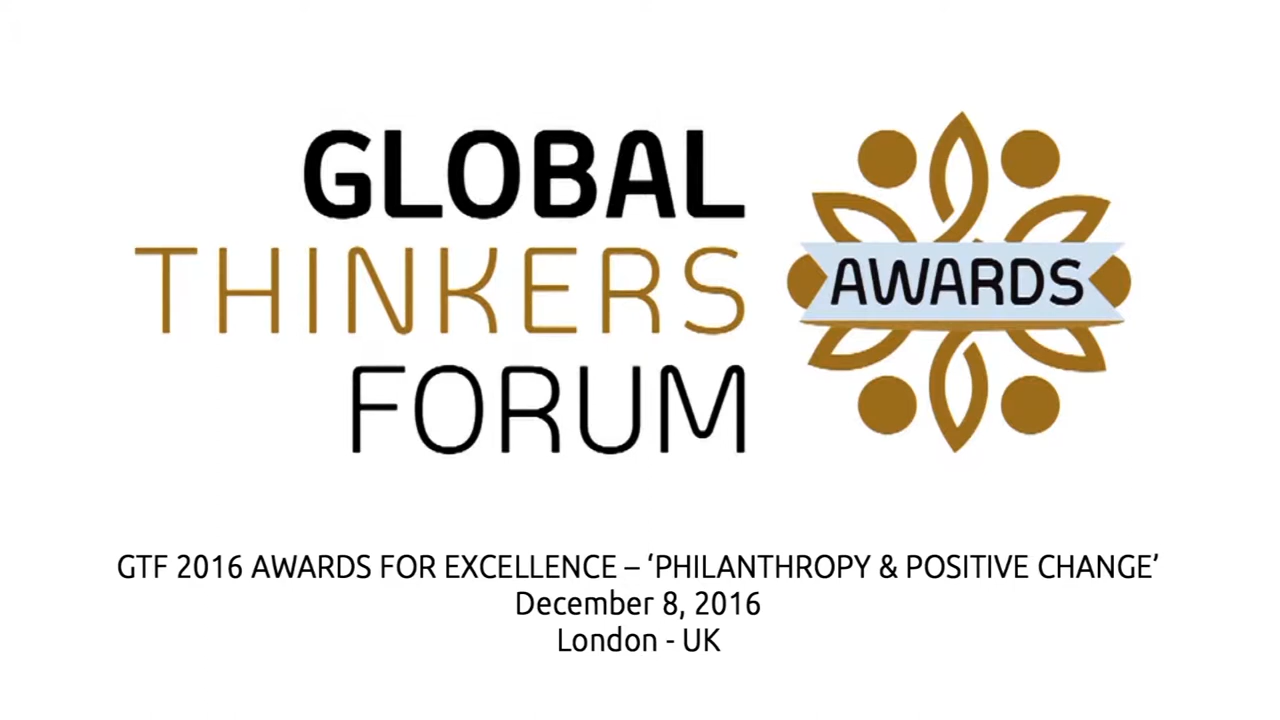 GLOBAL
THINKERS
FORUM
AWARDS
GTF 2016 AWARDS FOR EXCELLENCE – ‘PHILANTHROPY & POSITIVE CHANGE’
December 8, 2016
London - UK